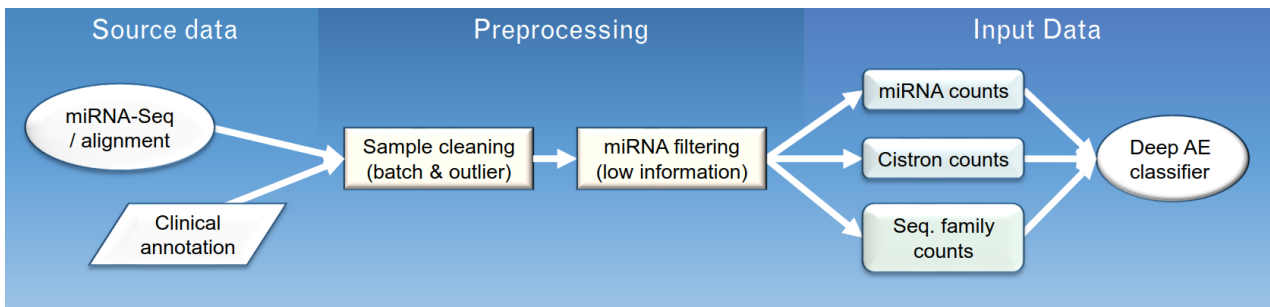 Source data
Preprocessing
Input Data
miRNA-Seq
/ alignment
Clinical
annotation
Sample cleaning
(batch & outlier)
miRNA filtering
(low information)
miRNA counts
Cistron counts
Seq. family
counts
Deep AE
classifier